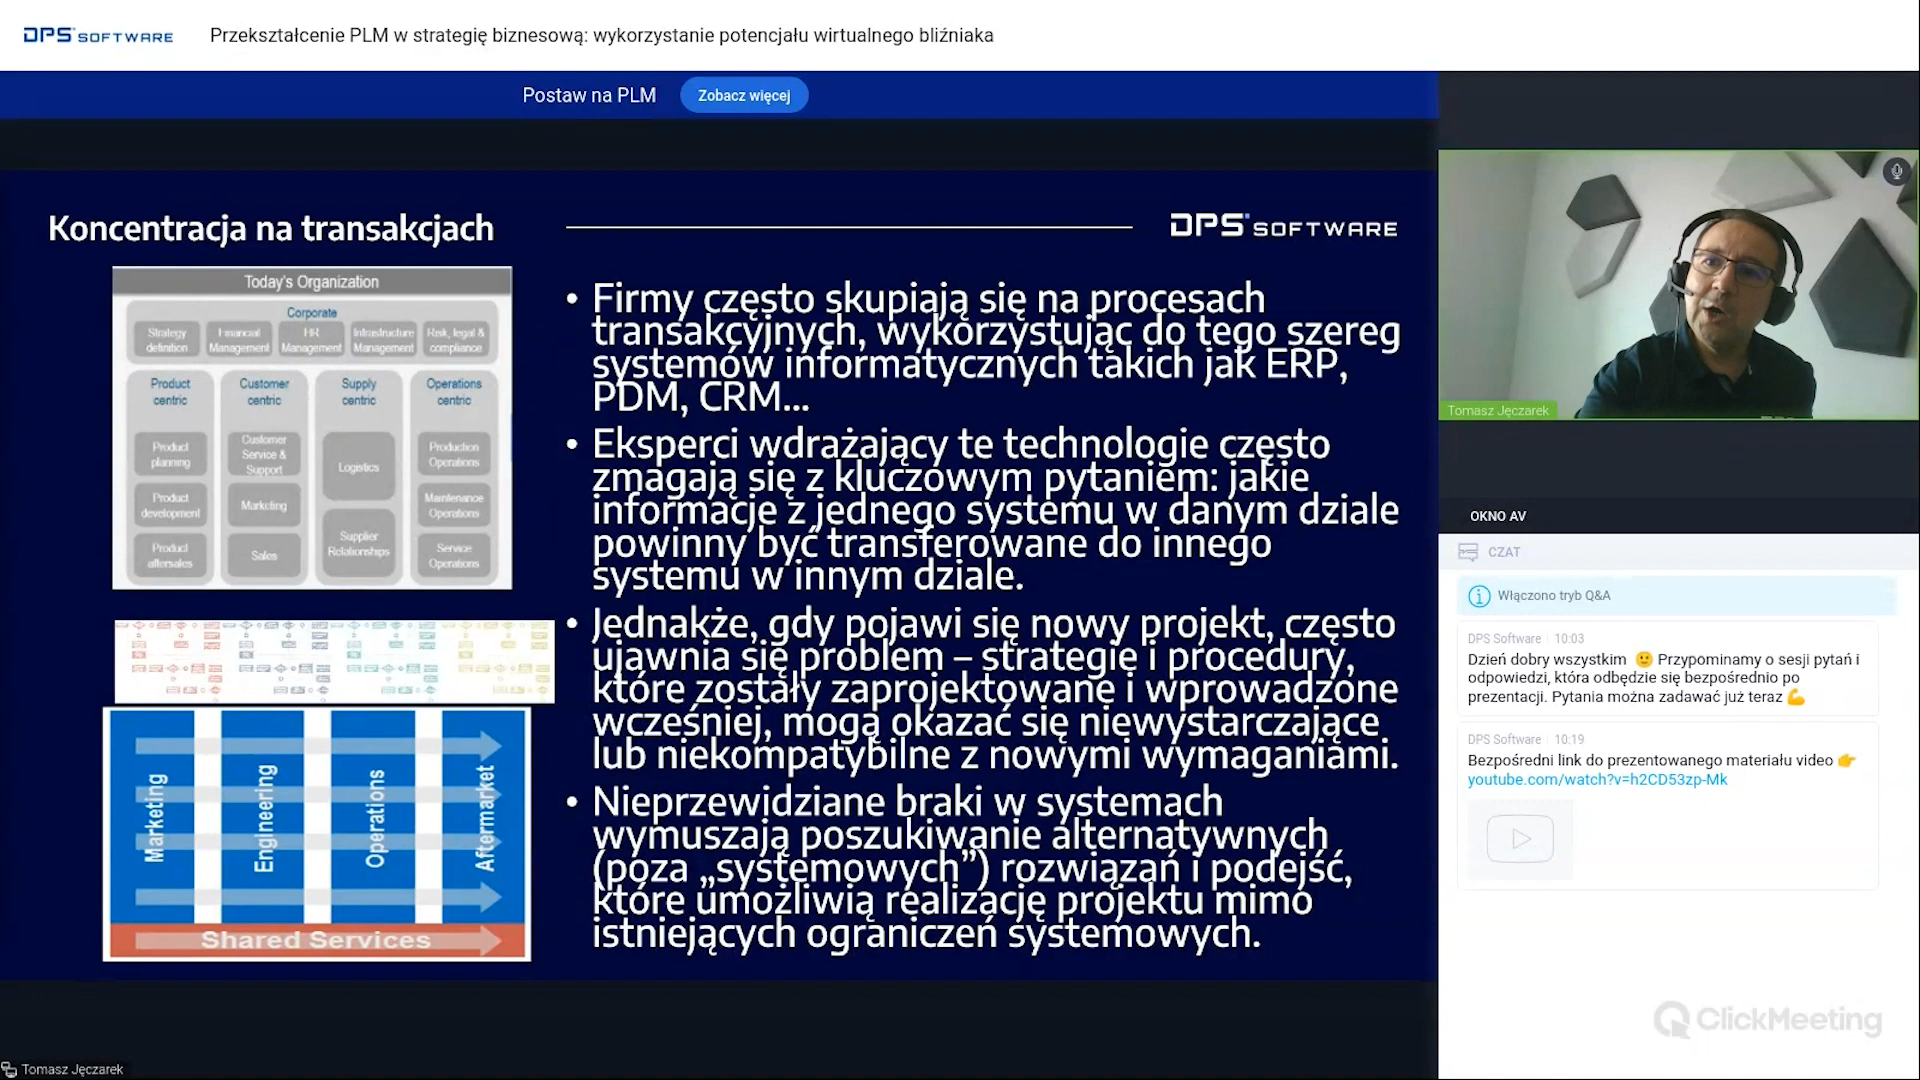 DPS SOFTWARE
Przekształcenie PLM w strategię biznesową: wykorzystanie potencjału wirtualnego bliźniaka
Postaw na PLM
Zobacz więcej
Koncentracja na transakcjach
DPS SOFTWARE
Today's Organization
Corporate
Strategy definition
Financial Management
HR Management
Infrastructure Management
Risk, legal & compliance
Product centric
Product planning
Product development
Product aftersales
Customer centric
Customer Service & Support
Marketing
Sales
Supply centric
Logistics
Supplier Relationships
Operations centric
Production Operations
Maintenance Operations
Service Operations
Marketing
Engineering
Operations
Aftermarket
Shared Services
• Firmy często skupiają się na procesach
transakcyjnych, wykorzystując do tego szereg
systemów informatycznych takich jak ERP,
PDM, CRM...
• Eksperci wdrażający te technologie często
zmagają się z kluczowym pytaniem: jakie
informacje z jednego systemu w danym dziale
powinny być transferowane do innego
systemu w innym dziale.
• Jednakże, gdy pojawi się nowy projekt, często
ujawnia się problem – strategie i procedury,
które zostały zaprojektowane i wprowadzone
wcześniej, mogą okazać się niewystarczające
lub niekompatybilne z nowymi wymaganiami.
• Nieprzewidziane braki w systemach
wymuszają poszukiwanie alternatywnych
(poza „systemowych”) rozwiązań i podejść,
które umożliwią realizację projektu mimo
istniejących ograniczeń systemowych.
Tomasz Jęczarek
OKNO AV
CZAT
Włączono tryb Q&A
DPS Software 10:03
Dzień dobry wszystkim 🙂 Przypominamy o sesji pytań i
odpowiedzi, która odbędzie się bezpośrednio po
prezentacji. Pytania można zadawać już teraz 💪
DPS Software 10:19
Bezpośredni link do prezentowanego materiału video 👉
youtube.com/watch?v=h2CD53zp-Mk
ClickMeeting
Tomasz Jęczarek